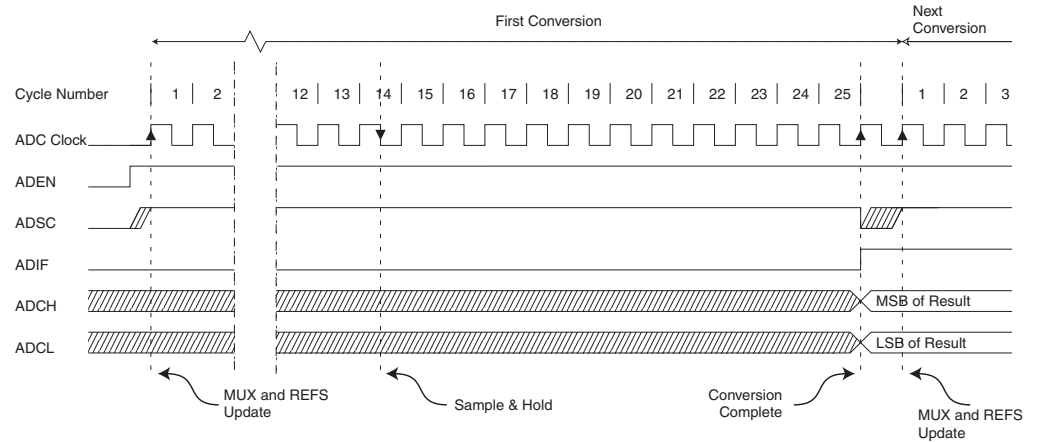 First Conversion
Next
Conversion
Cycle Number 1 2 12 13 14 15 16 17 18 19 20 21 22 23 24 25 1 2 3
ADC Clock
ADEN
ADSC
ADIF
ADCH
MSB of Result
ADCL
LSB of Result
MUX and REFS
Update
Sample & Hold
Conversion
Complete
MUX and REFS
Update